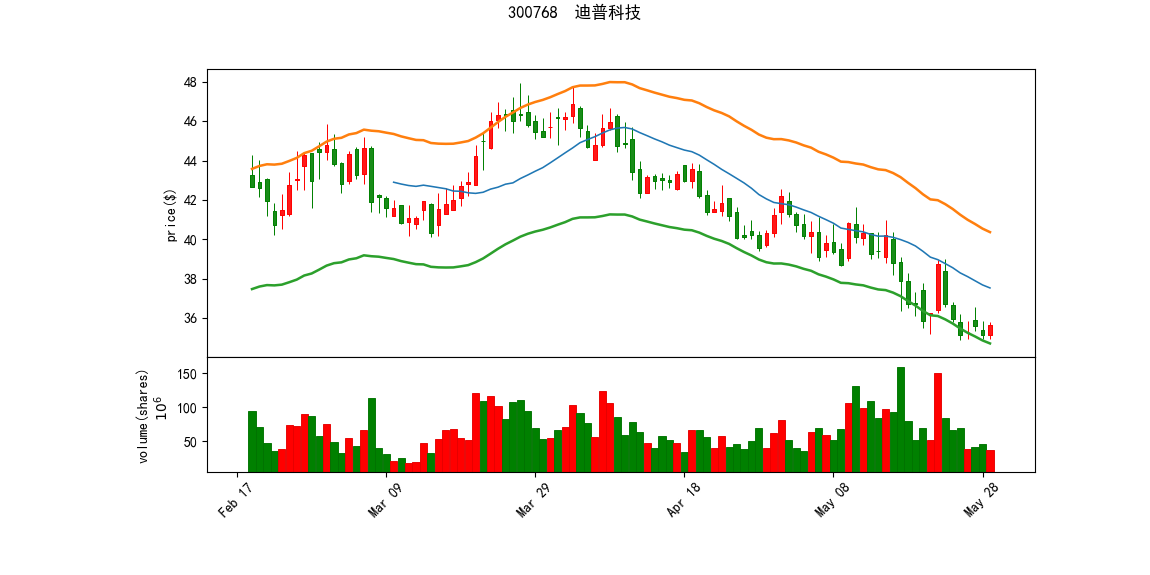 300768  迪普科技
price($)
48
46
44
42
40
38
36
volume(shares)
10^6
150
100
50
Feb 17
Mar 09
Mar 29
Apr 18
May 08
May 28